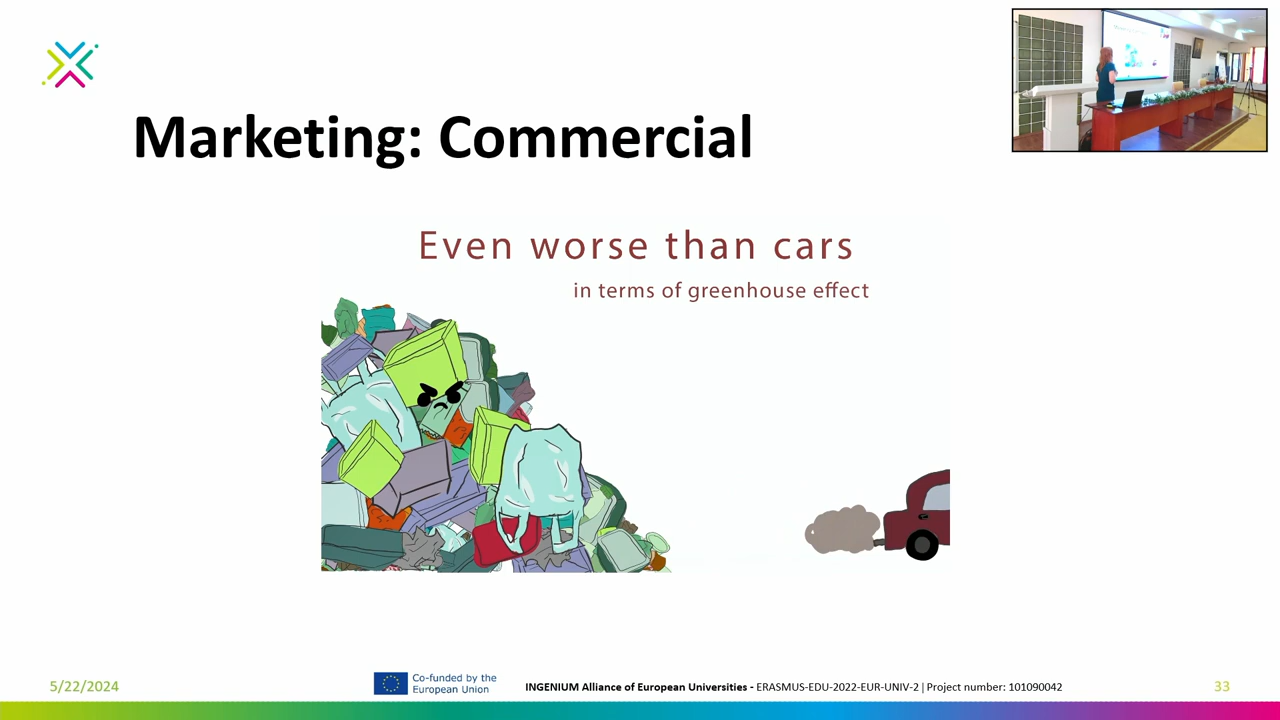 Marketing: Commercial
Even worse than cars
in terms of greenhouse effect
5/22/2024
Co-funded by the
European Union
INGENIUM Alliance of European Universities - ERASMUS-EDU-2022-EUR-UNIV-2 | Project number: 101090042
33